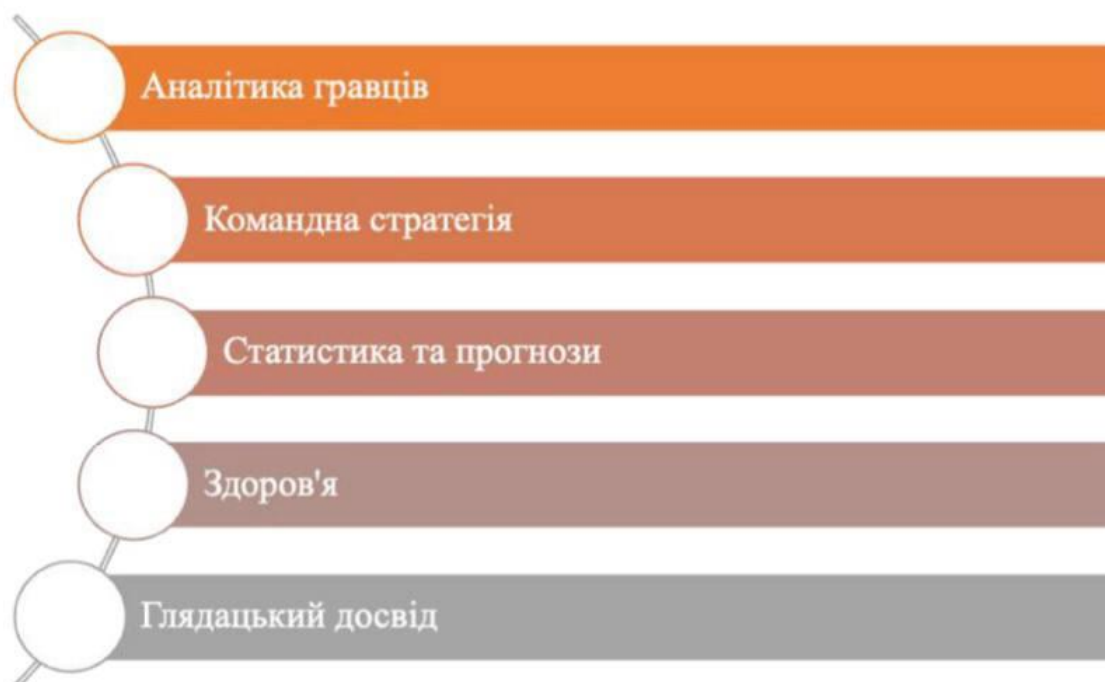 Аналітика гравців
Командна стратегія
Статистика та прогнози
Здоров'я
Глядацький досвід